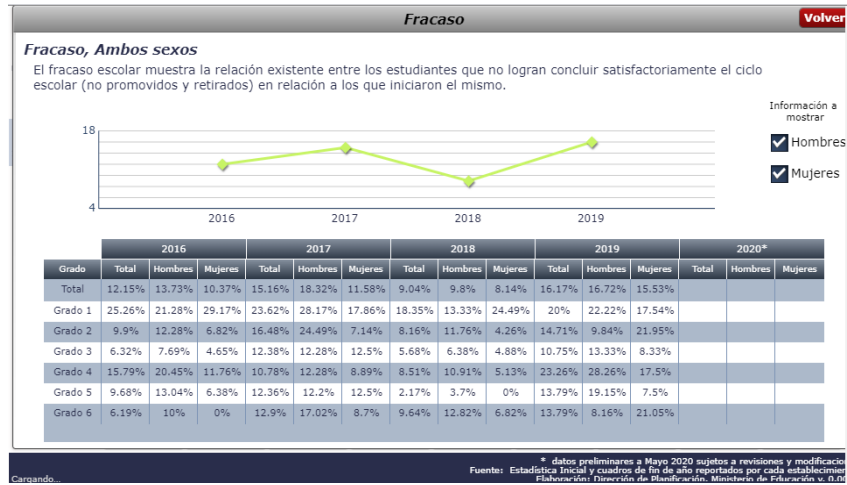 Fracaso
Volver
Fracaso, Ambos sexos
El fracaso escolar muestra la relación existente entre los estudiantes que no logran concluir satisfactoriamente el ciclo
escolar (no promovidos y retirados) en relación a los que iniciaron el mismo.
Información a
mostrar
Hombres
Mujeres
18
4
2016 2017 2018 2019
2016 2017 2018 2019 2020*
Grado Total Hombres Mujeres Total Hombres Mujeres Total Hombres Mujeres Total Hombres Mujeres Total Hombres Mujeres
Total 12.15% 13.73% 10.37% 15.16% 18.32% 11.58% 9.04% 9.8% 8.14% 16.17% 16.72% 15.53%
Grado 1 25.26% 21.28% 29.17% 23.62% 28.17% 17.86% 18.35% 13.33% 24.49% 20% 22.22% 17.54%
Grado 2 9.9% 12.28% 6.82% 16.48% 24.49% 7.14% 8.16% 11.76% 4.26% 14.71% 9.84% 21.95%
Grado 3 6.32% 7.69% 4.65% 12.38% 12.28% 12.5% 5.68% 6.38% 4.88% 10.75% 13.33% 8.33%
Grado 4 15.79% 20.45% 11.76% 10.78% 12.28% 8.89% 8.51% 10.91% 5.13% 23.26% 28.26% 17.5%
Grado 5 9.68% 13.04% 6.38% 12.36% 12.2% 12.5% 2.17% 3.7% 0% 13.79% 19.15% 7.5%
Grado 6 6.19% 10% 0% 12.9% 17.02% 8.7% 9.64% 12.82% 6.82% 13.79% 8.16% 21.05%
* datos preliminares a Mayo 2020 sujetos a revisiones y modificacio
Fuente: Estadística Inicial y cuadros de fin de año reportados por cada establecimie
Cargando... Elaboración: Dirección de Planificación. Ministerio de Educación v. 0.00